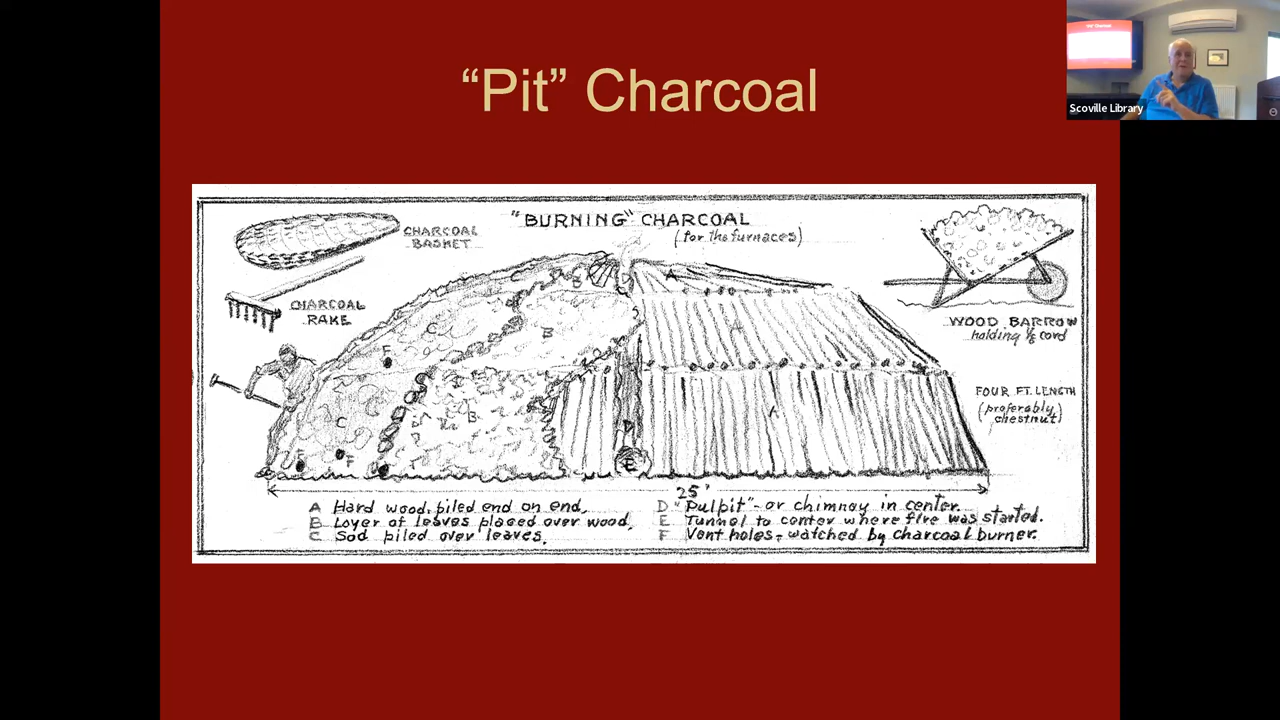 "Pit" Charcoal
Scoville Library
"BURNING" CHARCOAL
(for the furnaces)
CHARCOAL
BASKET
CHARCOAL
RAKE
WOOD BARROW
holding ⅛ cord
FOUR FT. LENGTH
(preferably
chestnut)
A
A
A
B
B
C
C
D
E
F
F
F
25'
A Hard wood, piled end on end,
B Layer of leaves placed over wood,
C Sod piled over leaves.
D "Pulpit" - or chimney in center.
E Tunnel to center where fire was started.
F Vent holes - watched by charcoal burner.